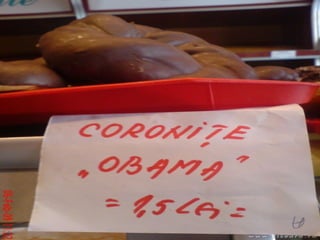 CORONIȚE
„OBAMA”
= 1,5 Lei =